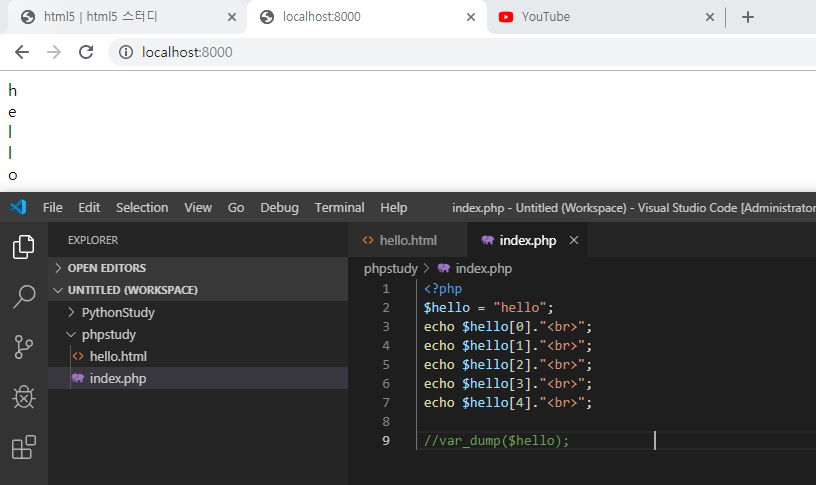 html5 | html5 스터디
localhost:8000
YouTube
localhost:8000
h
e
l
l
o
File Edit Selection View Go Debug Terminal Help index.php - Untitled (Workspace) - Visual Studio Code [Administrator
EXPLORER
OPEN EDITORS
UNTITLED (WORKSPACE)
PythonStudy
phpstudy
hello.html
index.php
hello.html index.php
phpstudy > index.php
1 <?php
2 $hello = "hello";
3 echo $hello[0]."<br>";
4 echo $hello[1]."<br>";
5 echo $hello[2]."<br>";
6 echo $hello[3]."<br>";
7 echo $hello[4]."<br>";
8
9 //var_dump($hello);